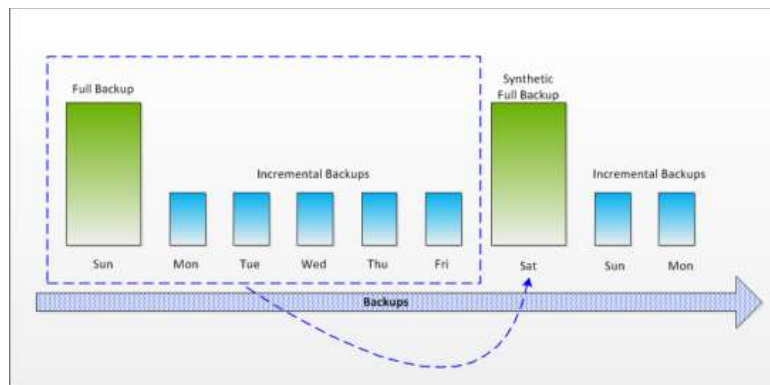 Full Backup
Synthetic
Full Backup
Incremental Backups
Incremental Backups
Sun
Mon
Tue
Wed
Thu
Fri
Sat
Sun
Mon
Backups